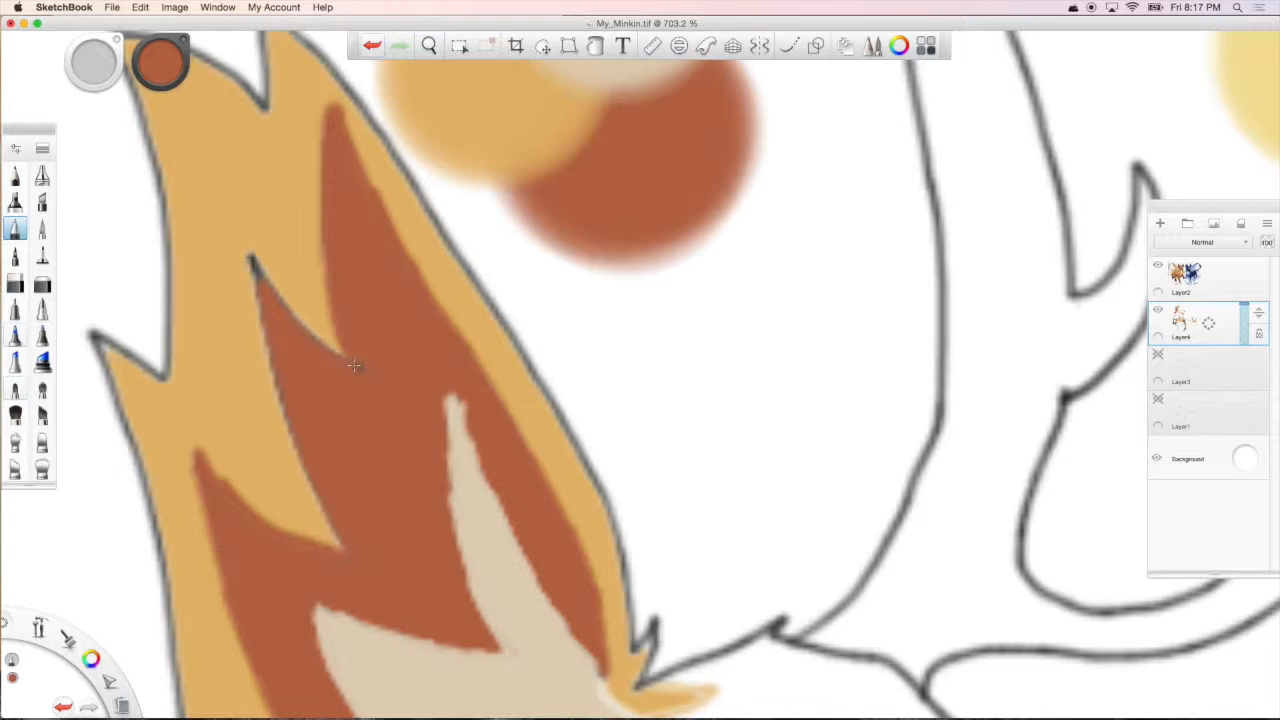 SketchBook File Edit Image Window My Account Help Fri 8:17 PM
My_Minkin.tif @ 703.2 %
T
Normal 100
Layer2
Layer4
Layer3
Layer1
Background